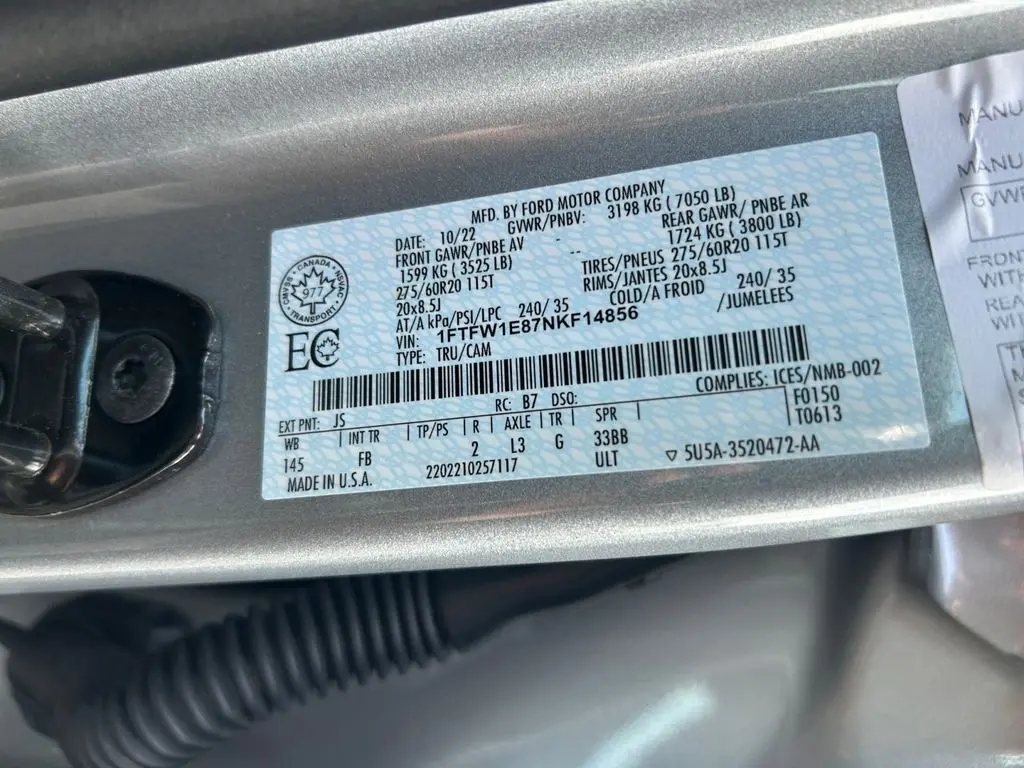 MFD. BY FORD MOTOR COMPANY
DATE: 10/22 GVWR/PNBV: 3198 KG ( 7050 LB)
FRONT GAWR/PNBE AV - REAR GAWR/ PNBE AR
1599 KG ( 3525 LB) -- 1724 KG ( 3800 LB)
275/60R20 115T TIRES/PNEUS 275/60R20 115T
20x8.5J RIMS/JANTES 20x8.5J
AT/A kPa/PSI/LPC 240/ 35 COLD/A FROID 240/ 35
VIN: 1FTFW1E87NKF14856 /JUMELEES
TYPE: TRU/CAM
CANADA
CMVSS NSVAC
977
TRANSPORT
EC
COMPLIES: ICES/NMB-002
EXT PNT: JS RC: B7 DSO: F0150
WB INT TR TP/PS R AXLE TR SPR T0613
145 FB 2 L3 G 33BB
MADE IN U.S.A. 2202210257117 ULT ▽ 5U5A-3520472-AA
MANU
MANU
GVWR
FRONT
WITH
REA
WIT